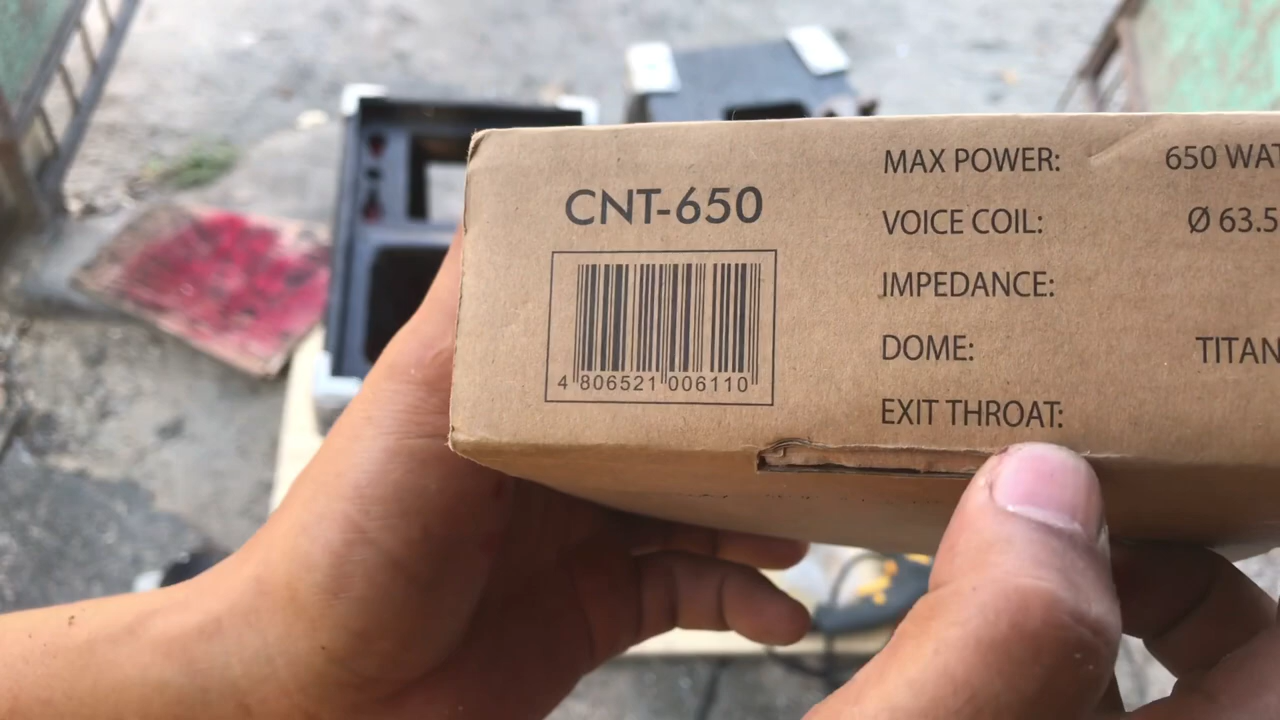 CNT-650
4 806521 006110
MAX POWER: 650 WAT
VOICE COIL: Ø 63.5
IMPEDANCE:
DOME: TITAN
EXIT THROAT: